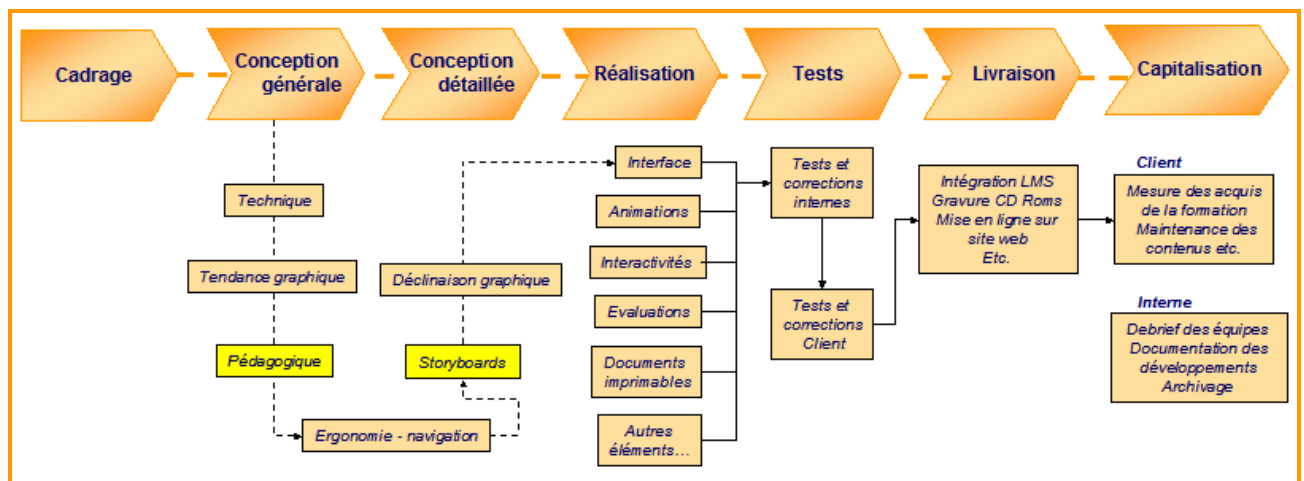 Cadrage
Conception
générale
Conception
détaillée
Réalisation
Tests
Livraison
Capitalisation
Technique
Tendance graphique
Pédagogique
Ergonomie - navigation
Déclinaison graphique
Storyboards
Interface
Animations
Interactivités
Evaluations
Documents
imprimables
Autres
éléments...
Tests et
corrections
internes
Tests et
corrections
Client
Intégration LMS
Gravure CD Roms
Mise en ligne sur
site web
Etc.
Client
Mesure des acquis
de la formation
Maintenance des
contenus etc.
Interne
Debrief des équipes
Documentation des
développements
Archivage